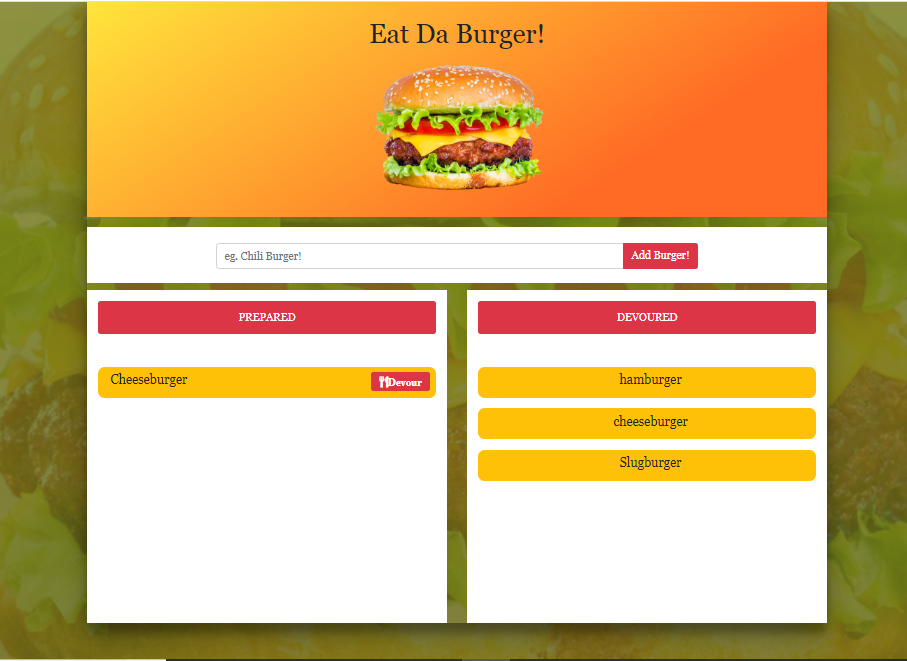 Eat Da Burger!
eg. Chili Burger!
Add Burger!
PREPARED
Cheeseburger
Devour
DEVOURED
hamburger
cheeseburger
Slugburger